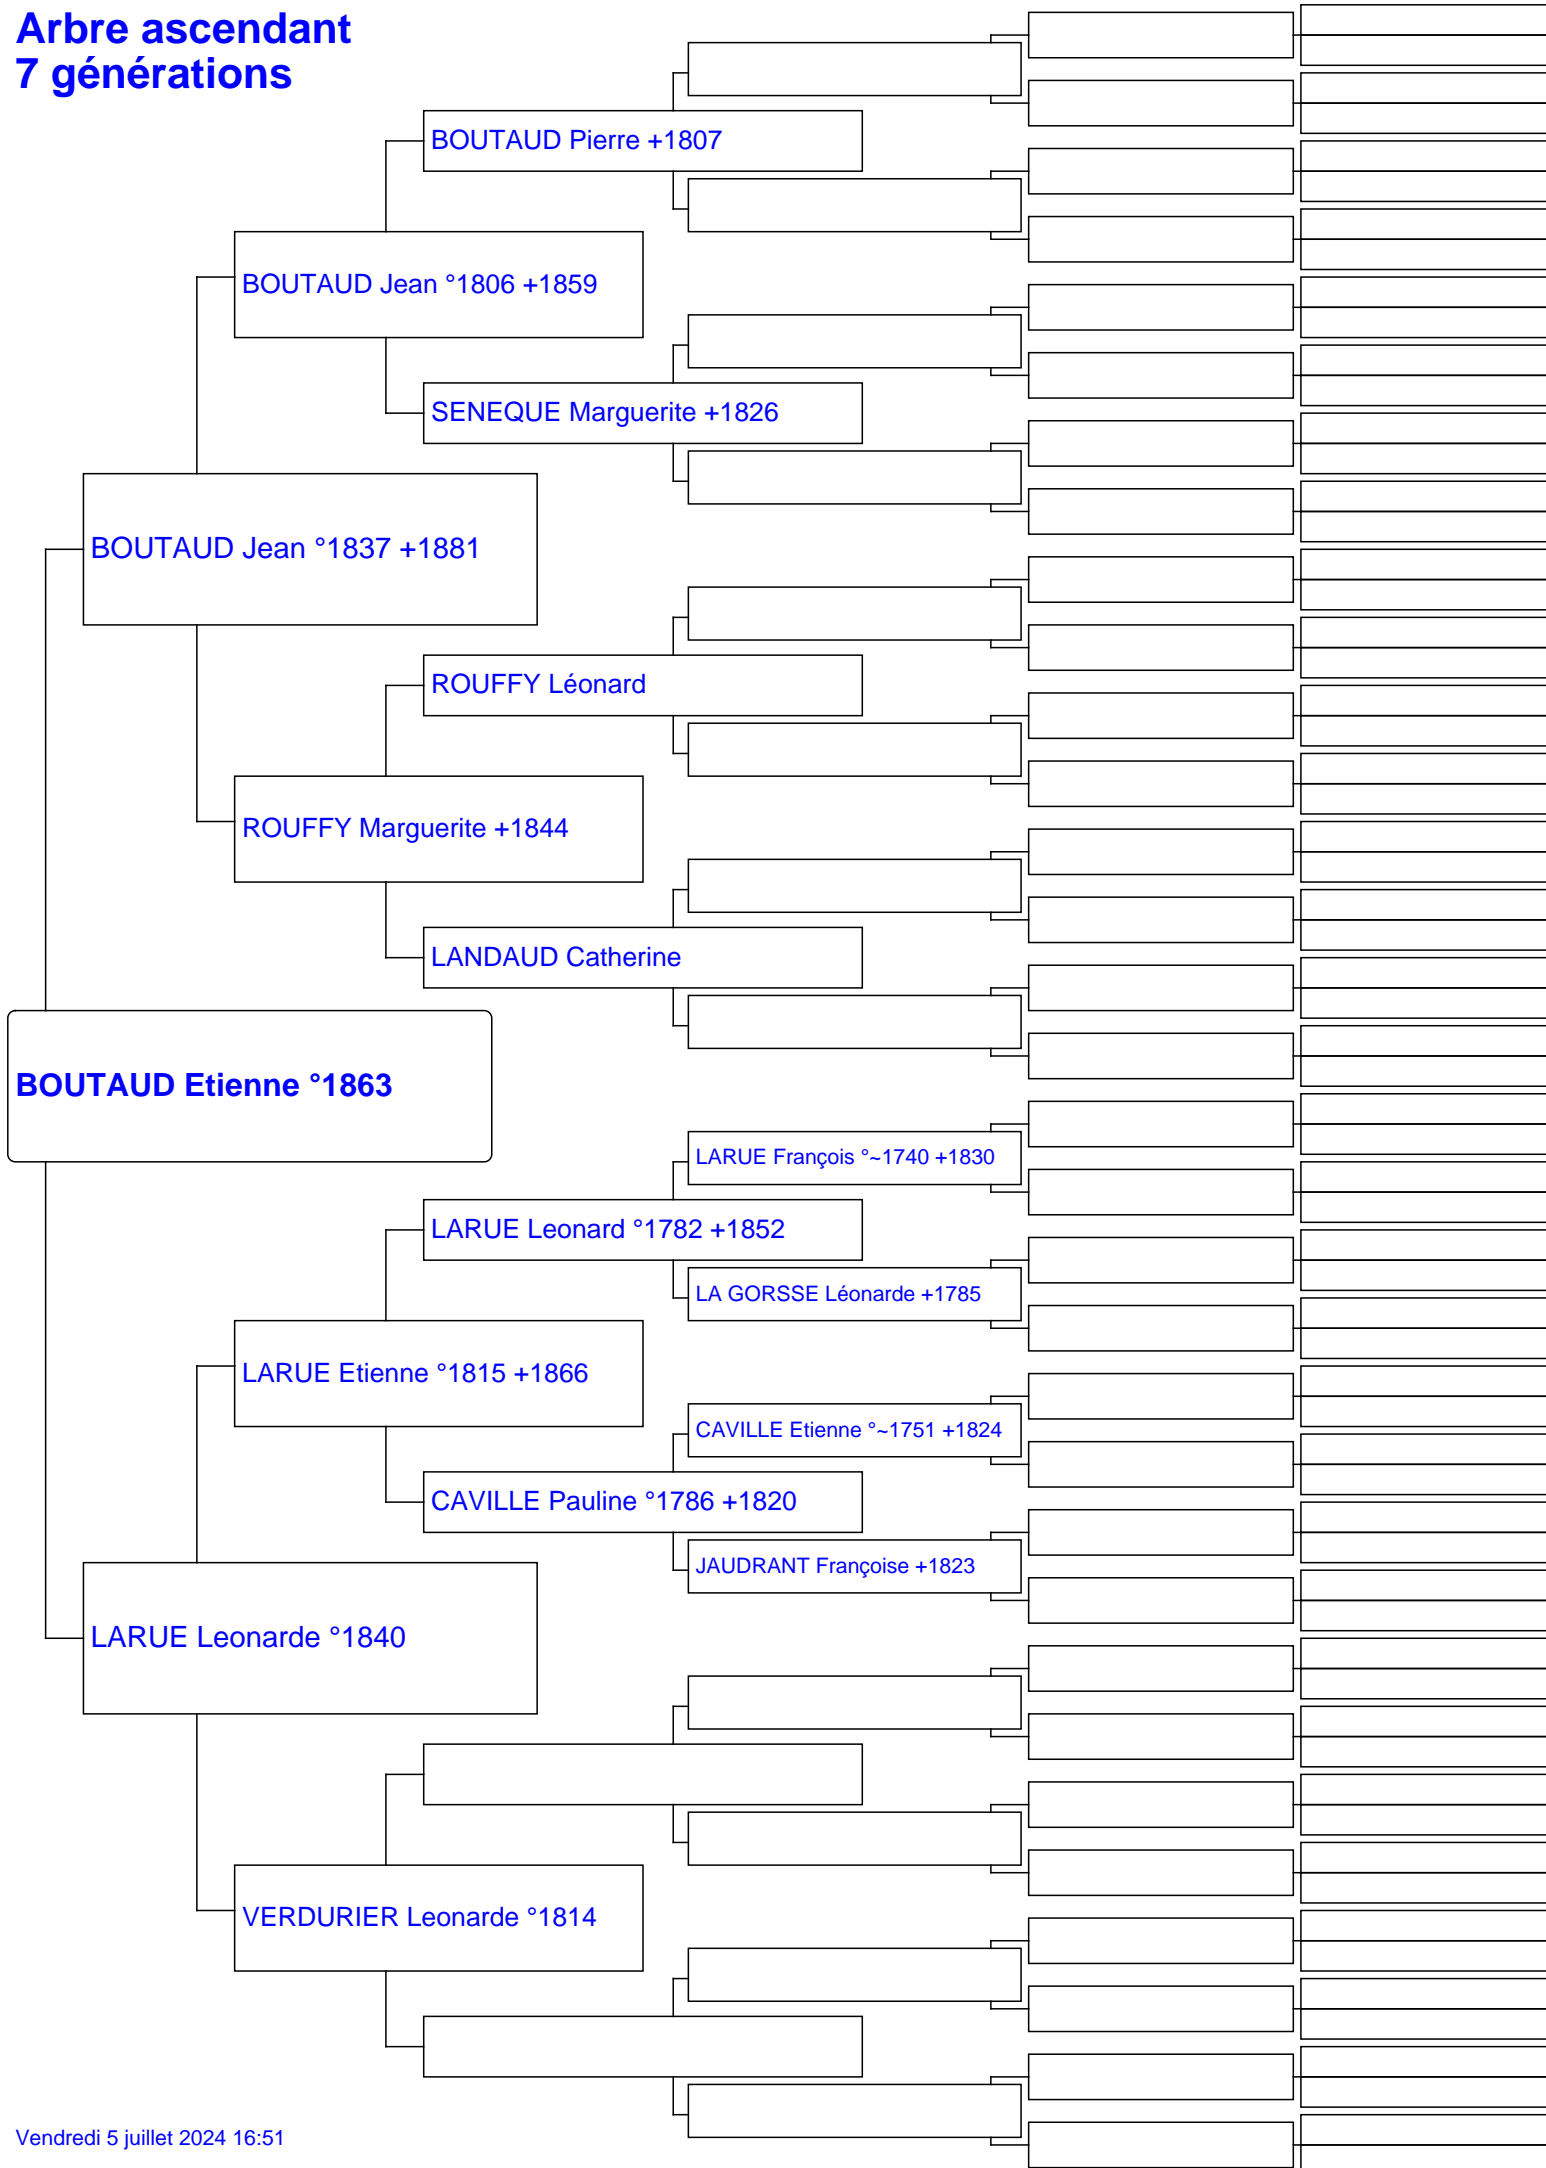 Arbre ascendant
7 générations
BOUTAUD Pierre +1807
BOUTAUD Jean °1806 +1859
SENEQUE Marguerite +1826
BOUTAUD Jean °1837 +1881
ROUFFY Léonard
ROUFFY Marguerite +1844
LANDAUD Catherine
BOUTAUD Etienne °1863
LARUE François °~1740 +1830
LARUE Leonard °1782 +1852
LA GORSSE Léonarde +1785
LARUE Etienne °1815 +1866
CAVILLE Etienne °~1751 +1824
CAVILLE Pauline °1786 +1820
JAUDRANT Françoise +1823
LARUE Leonarde °1840
VERDURIER Leonarde °1814
Vendredi 5 juillet 2024 16:51